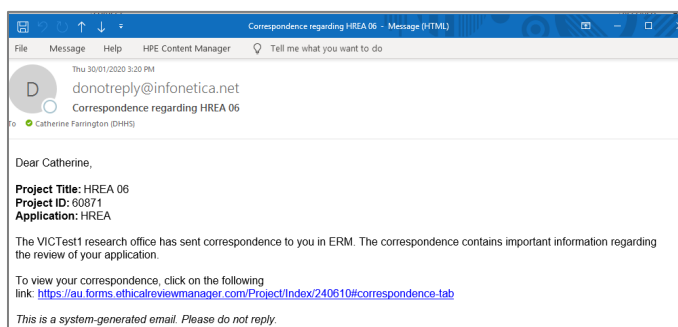 Correspondence regarding HREA 06 - Message (HTML)
File Message Help HPE Content Manager Tell me what you want to do
Thu 30/01/2020 3:20 PM
D
donotreply@infonetica.net
Correspondence regarding HREA 06
To Catherine Farrington (DHHS)
Dear Catherine,
Project Title: HREA 06
Project ID: 60871
Application: HREA
The VICTest1 research office has sent correspondence to you in ERM. The correspondence contains important information regarding
the review of your application.
To view your correspondence, click on the following
link: https://au.forms.ethicalreviewmanager.com/Project/Index/240610#correspondence-tab
This is a system-generated email. Please do not reply.